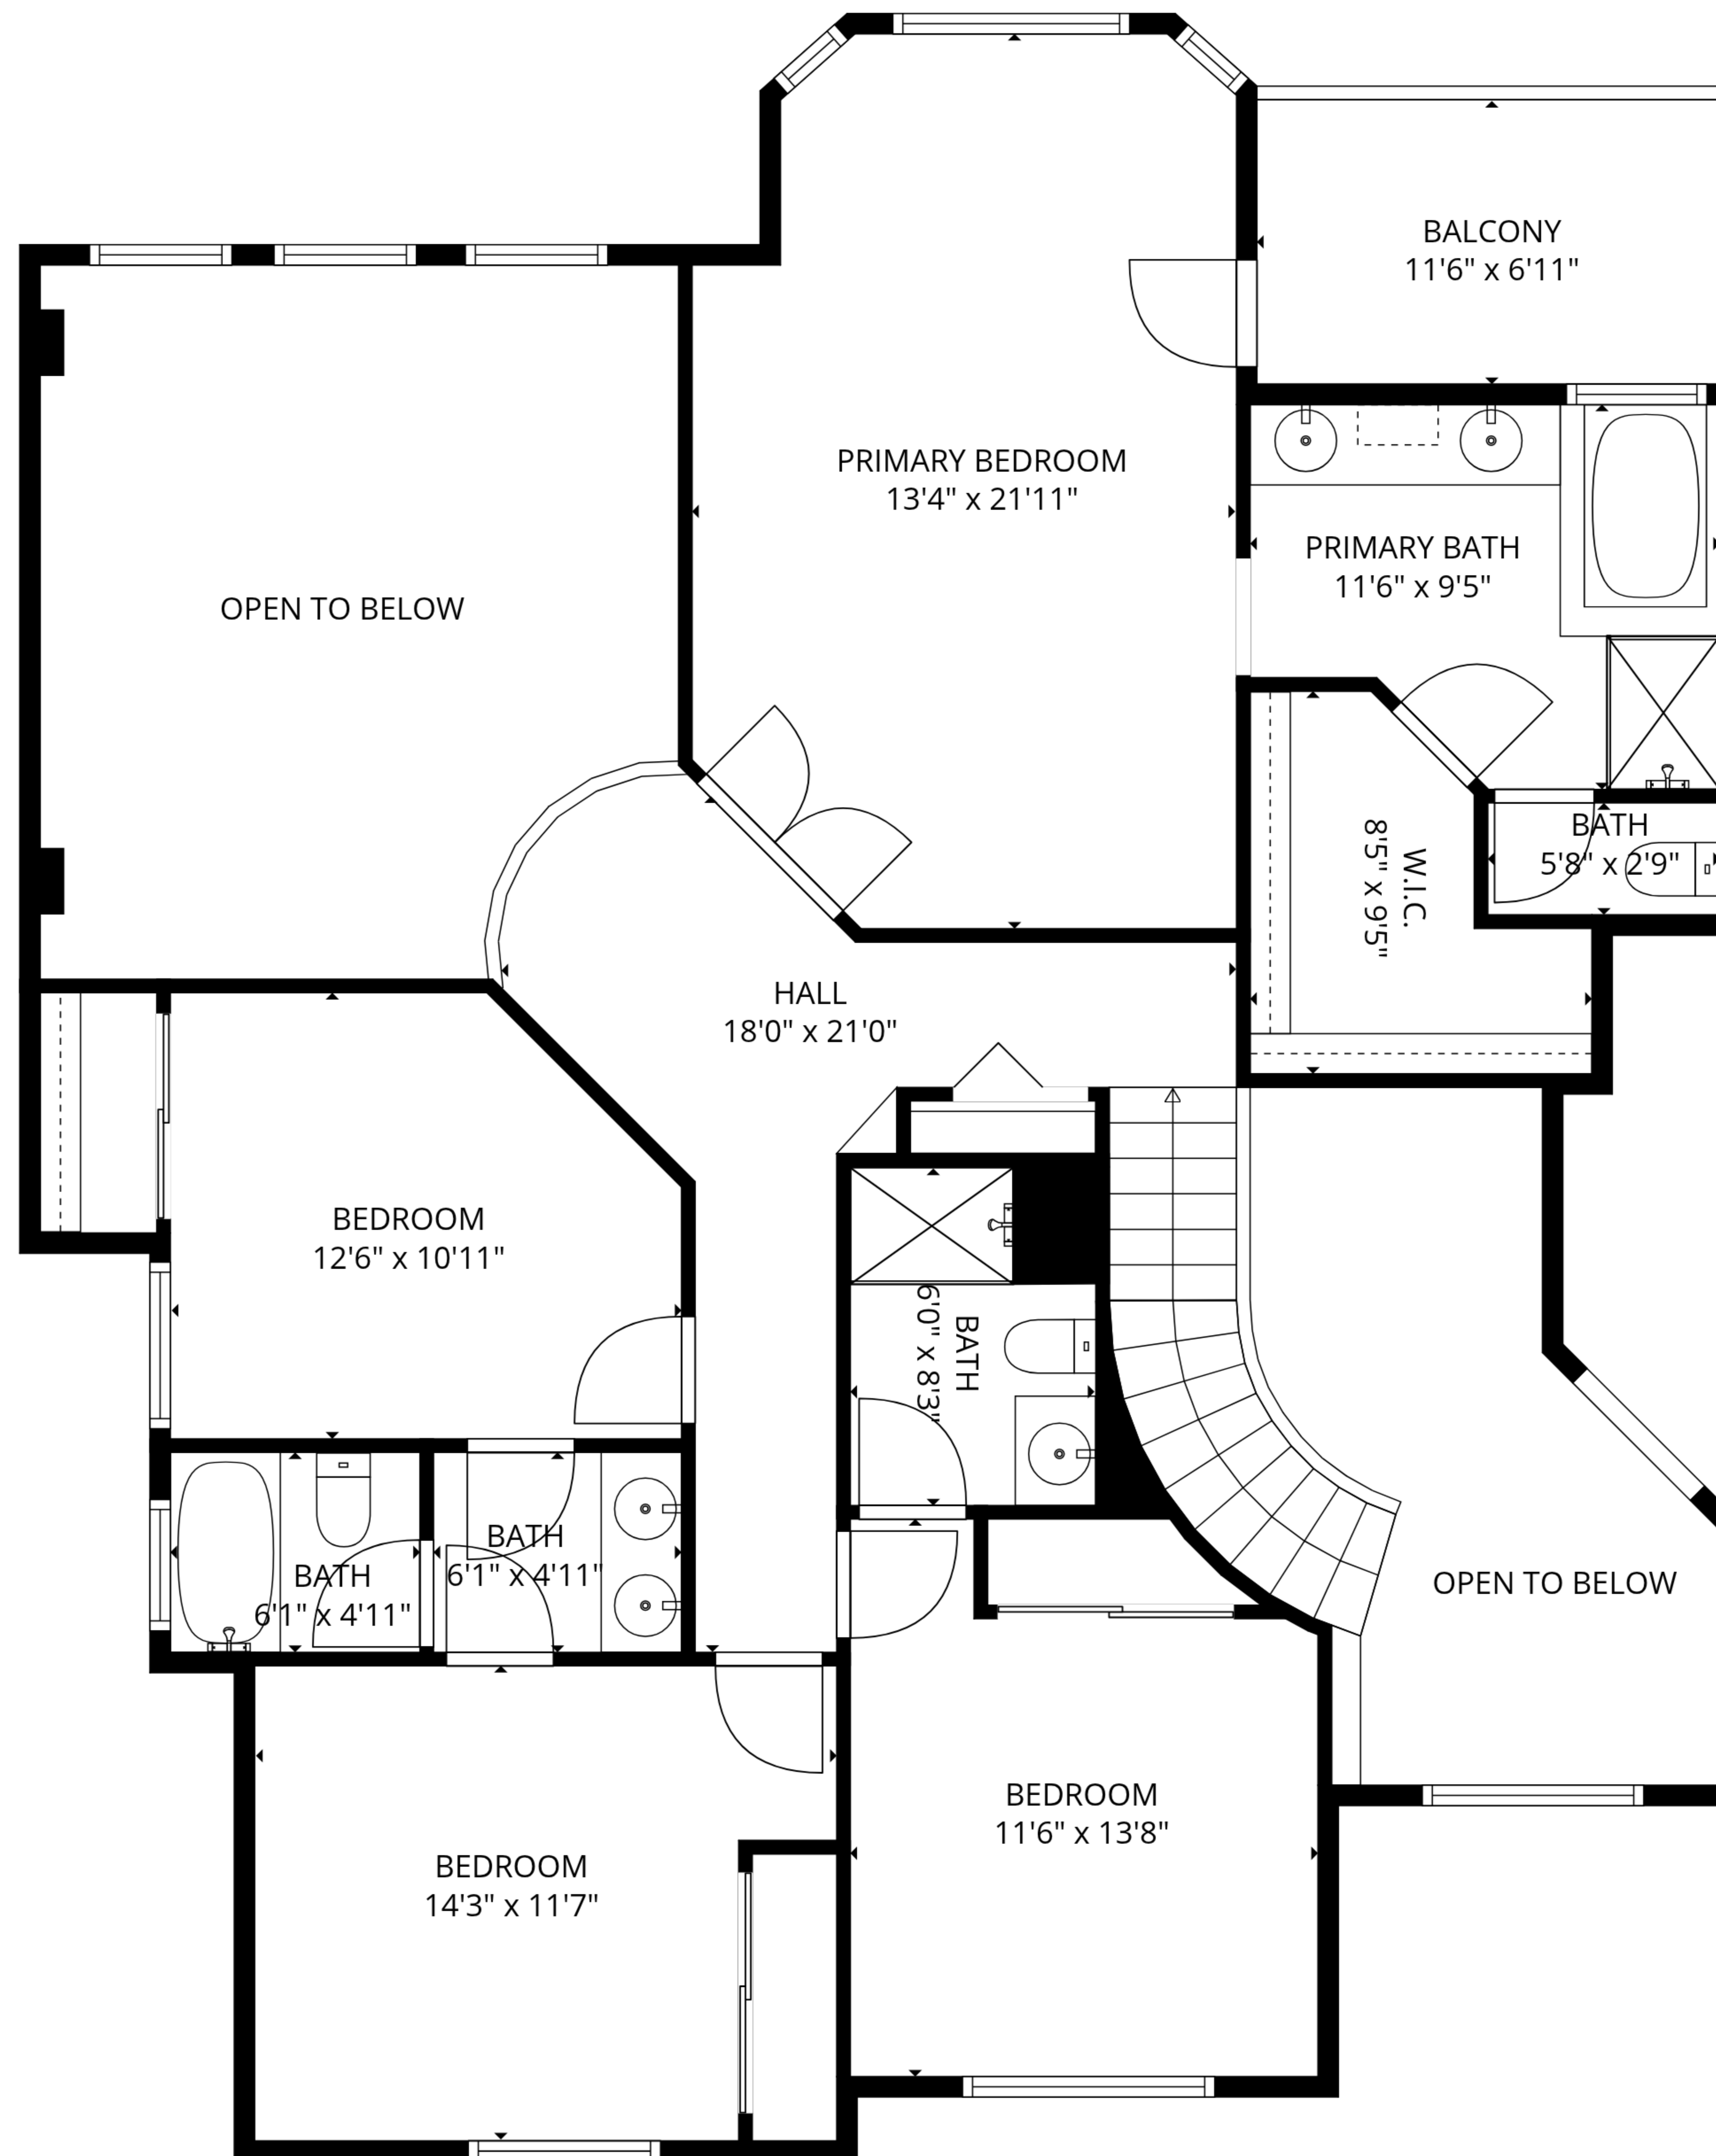 BALCONY
11'6" x 6'11"
PRIMARY BEDROOM
13'4" x 21'11"
PRIMARY BATH
11'6" x 9'5"
OPEN TO BELOW
BATH
5'8" x 2'9"
W.I.C.
8'5" x 9'5"
HALL
18'0" x 21'0"
BEDROOM
12'6" x 10'11"
BATH
6'0" x 8'3"
BATH
6'1" x 4'11"
BATH
6'1" x 4'11"
OPEN TO BELOW
BEDROOM
11'6" x 13'8"
BEDROOM
14'3" x 11'7"